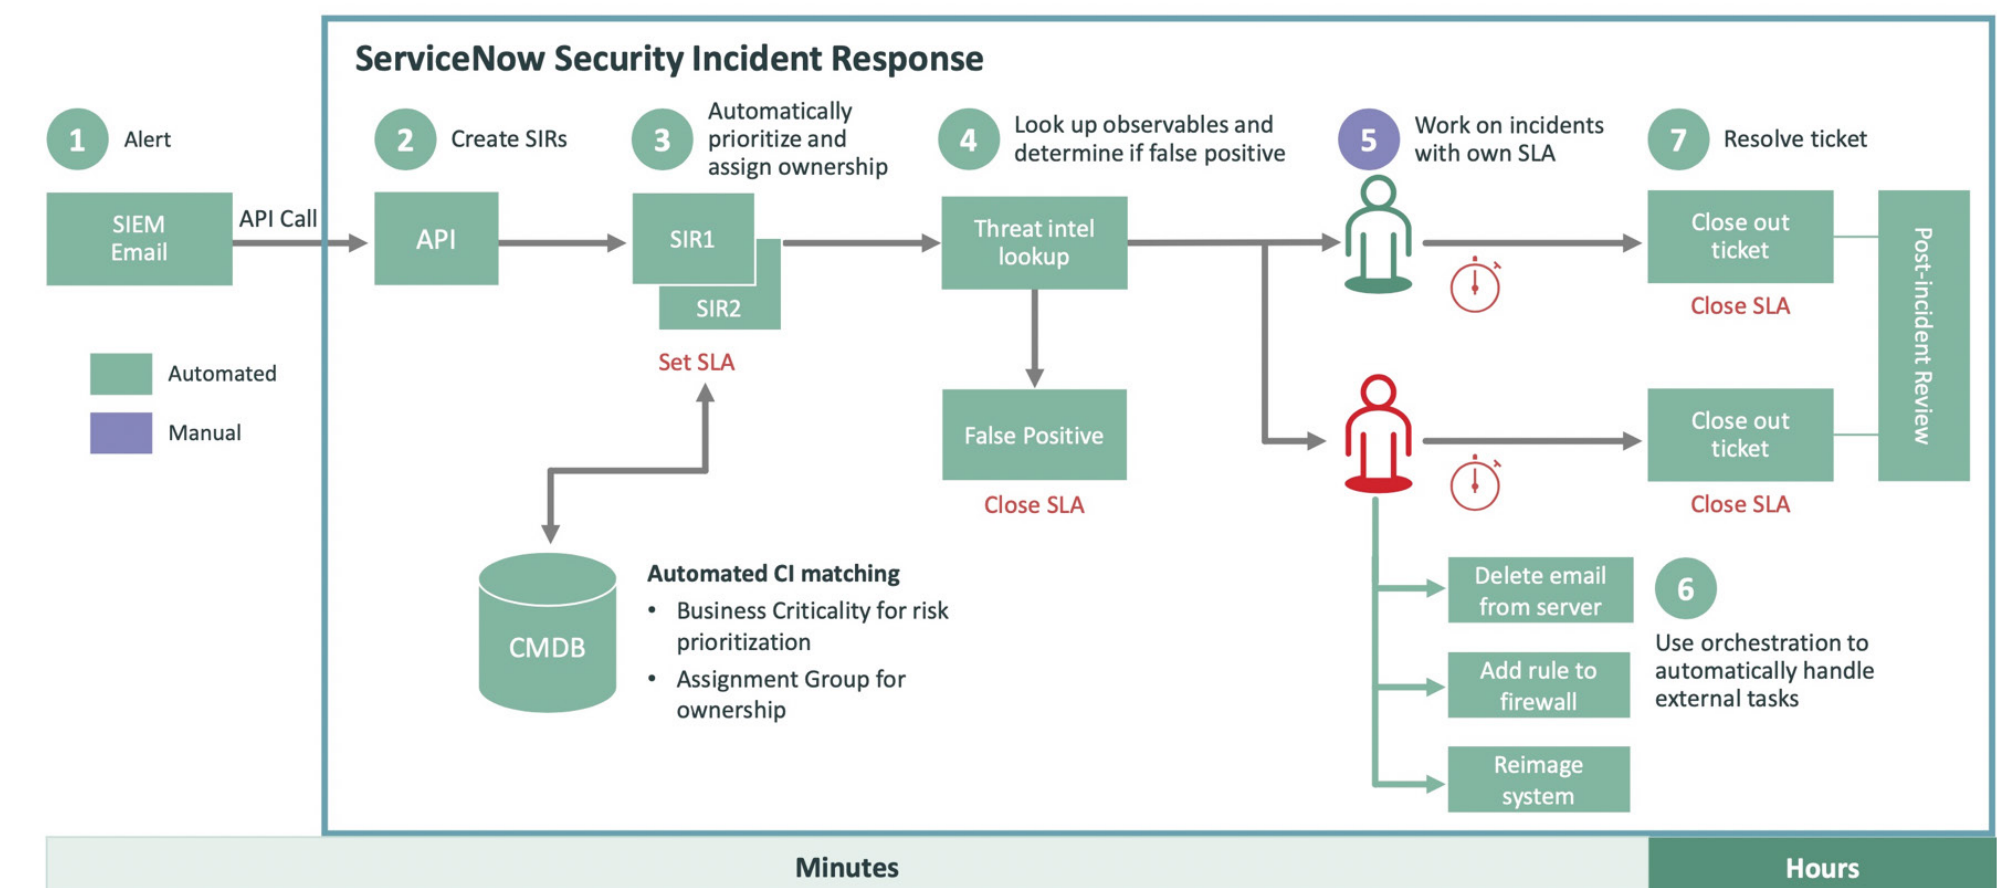 ServiceNow Security Incident Response
1
Alert
2
Create SIRs
3
Automatically
prioritize and
assign ownership
4
Look up observables and
determine if false positive
5
Work on incidents
with own SLA
7
Resolve ticket
SIEM
Email
API Call
API
SIR1
SIR2
Set SLA
Threat intel
lookup
False Positive
Close SLA
Close out
ticket
Close SLA
Close out
ticket
Close SLA
Post-incident Review
Automated
Manual
CMDB
Automated CI matching
• Business Criticality for risk
prioritization
• Assignment Group for
ownership
Delete email
from server
Add rule to
firewall
Reimage
system
6
Use orchestration to
automatically handle
external tasks
Minutes
Hours